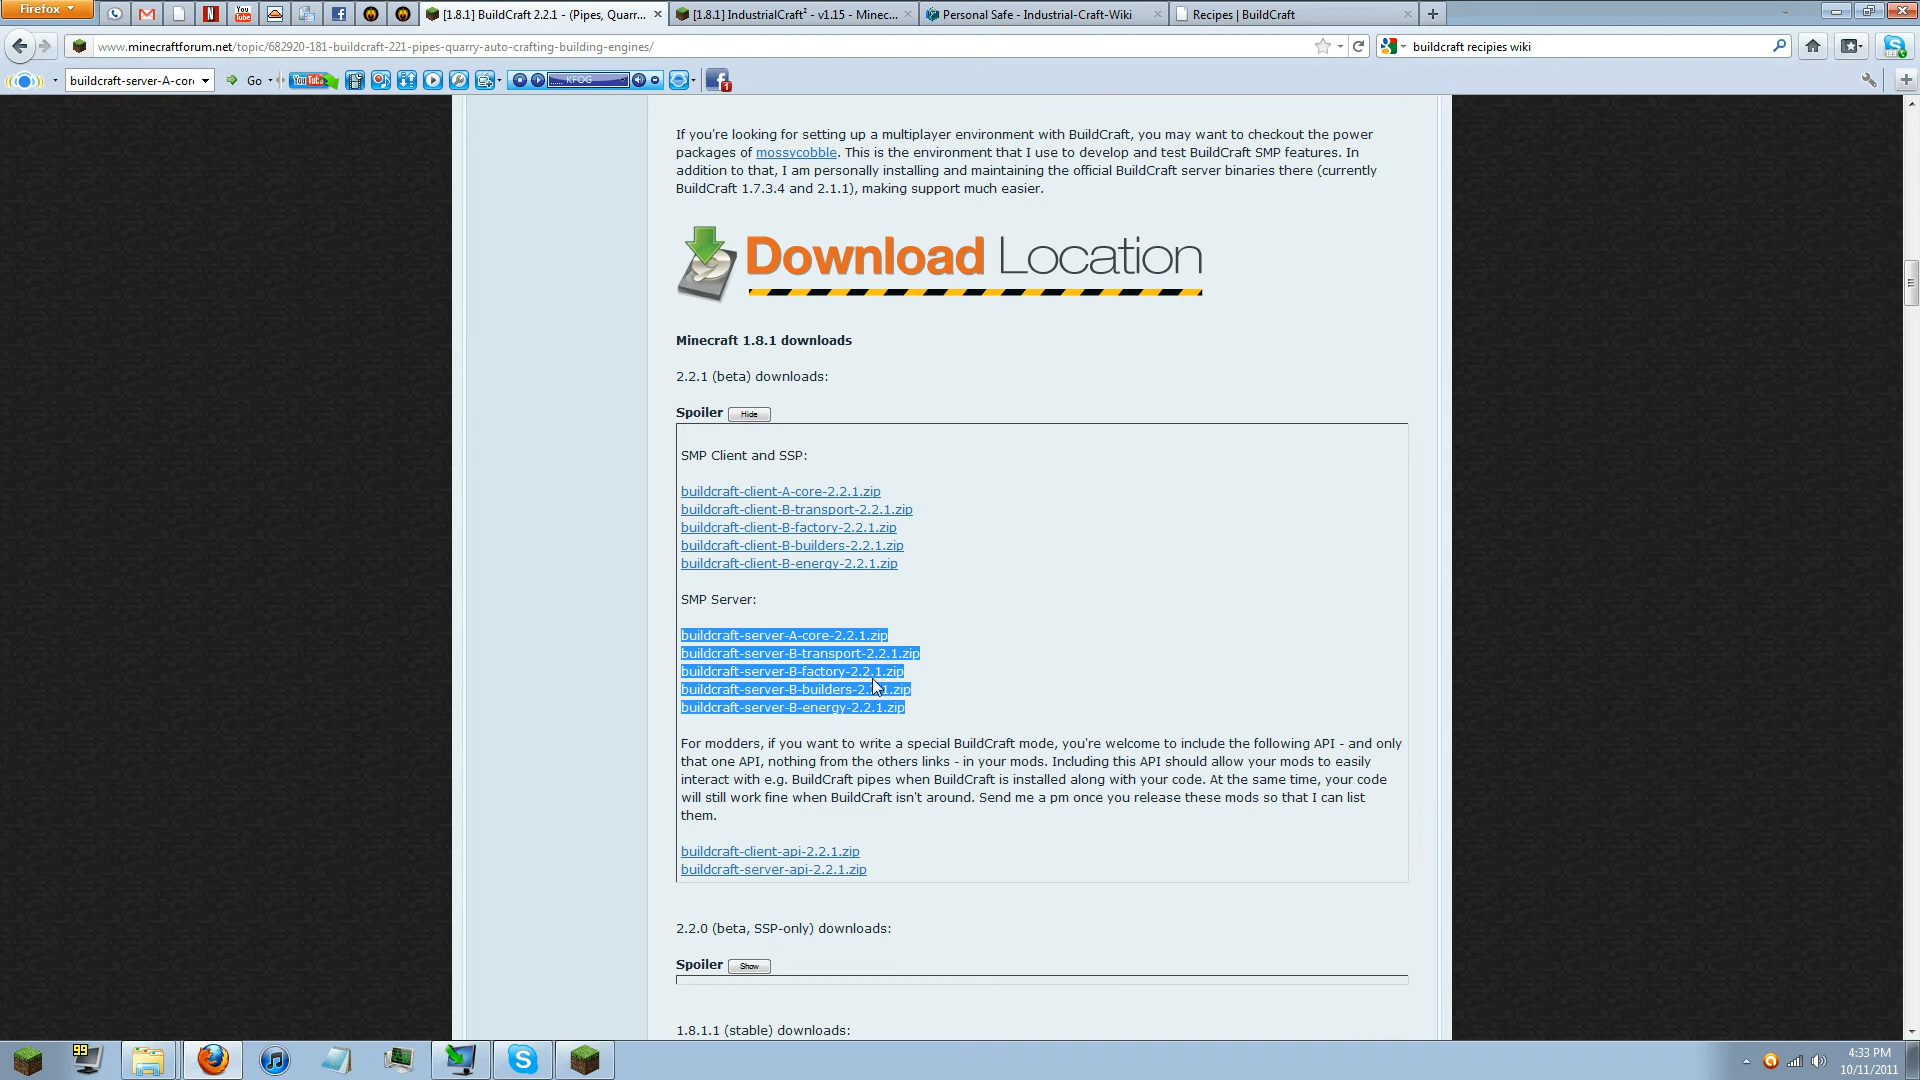 Firefox
[1.8.1] BuildCraft 2.2.1 - (Pipes, Quarr...
[1.8.1] IndustrialCraft² - v1.15 - Minec...
Personal Safe - Industrial-Craft-Wiki
Recipes | BuildCraft
www.minecraftforum.net/topic/682920-181-buildcraft-221-pipes-quarry-auto-crafting-building-engines/
buildcraft recipies wiki
buildcraft-server-A-cor
Go
YouTube
KFOG
1
If you're looking for setting up a multiplayer environment with BuildCraft, you may want to checkout the power
packages of mossycobble. This is the environment that I use to develop and test BuildCraft SMP features. In
addition to that, I am personally installing and maintaining the official BuildCraft server binaries there (currently
BuildCraft 1.7.3.4 and 2.1.1), making support much easier.
Download Location
Minecraft 1.8.1 downloads
2.2.1 (beta) downloads:
Spoiler Hide
SMP Client and SSP:
buildcraft-client-A-core-2.2.1.zip
buildcraft-client-B-transport-2.2.1.zip
buildcraft-client-B-factory-2.2.1.zip
buildcraft-client-B-builders-2.2.1.zip
buildcraft-client-B-energy-2.2.1.zip
SMP Server:
buildcraft-server-A-core-2.2.1.zip
buildcraft-server-B-transport-2.2.1.zip
buildcraft-server-B-factory-2.2.1.zip
buildcraft-server-B-builders-2.2.1.zip
buildcraft-server-B-energy-2.2.1.zip
For modders, if you want to write a special BuildCraft mode, you're welcome to include the following API - and only
that one API, nothing from the others links - in your mods. Including this API should allow your mods to easily
interact with e.g. BuildCraft pipes when BuildCraft is installed along with your code. At the same time, your code
will still work fine when BuildCraft isn't around. Send me a pm once you release these mods so that I can list
them.
buildcraft-client-api-2.2.1.zip
buildcraft-server-api-2.2.1.zip
2.2.0 (beta, SSP-only) downloads:
Spoiler Show
1.8.1.1 (stable) downloads:
99
4:33 PM
10/11/2011